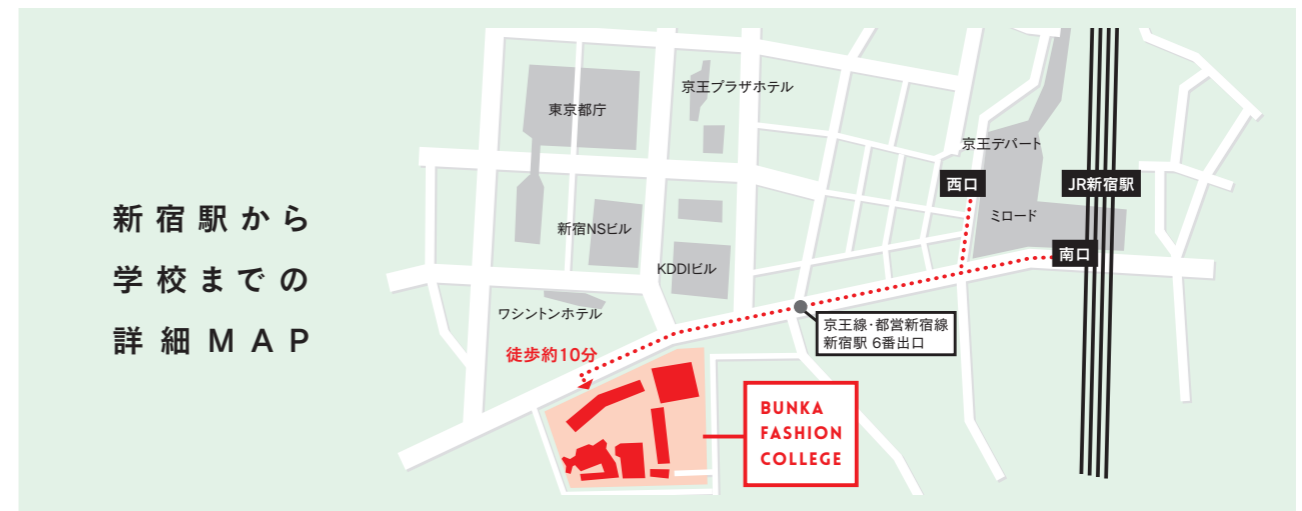 新宿駅から
学校までの
詳細MAP
東京都庁
京王プラザホテル
京王デパート
西口
JR新宿駅
ミロード
新宿NSビル
南口
KDDIビル
ワシントンホテル
京王線・都営新宿線
新宿駅 6番出口
徒歩約10分
BUNKA
FASHION
COLLEGE